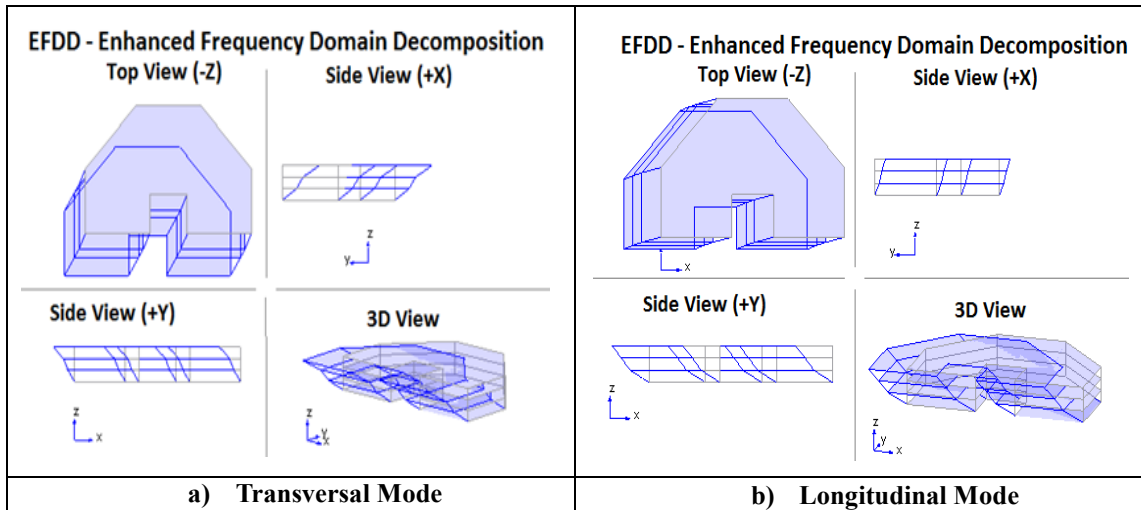 EFDD - Enhanced Frequency Domain Decomposition
Top View (-Z)
Side View (+X)
z
y
Side View (+Y)
3D View
z
x
z
y
x
a) Transversal Mode
EFDD - Enhanced Frequency Domain Decomposition
Top View (-Z)
Side View (+X)
x
z
y
Side View (+Y)
3D View
z
x
z
y
x
b) Longitudinal Mode